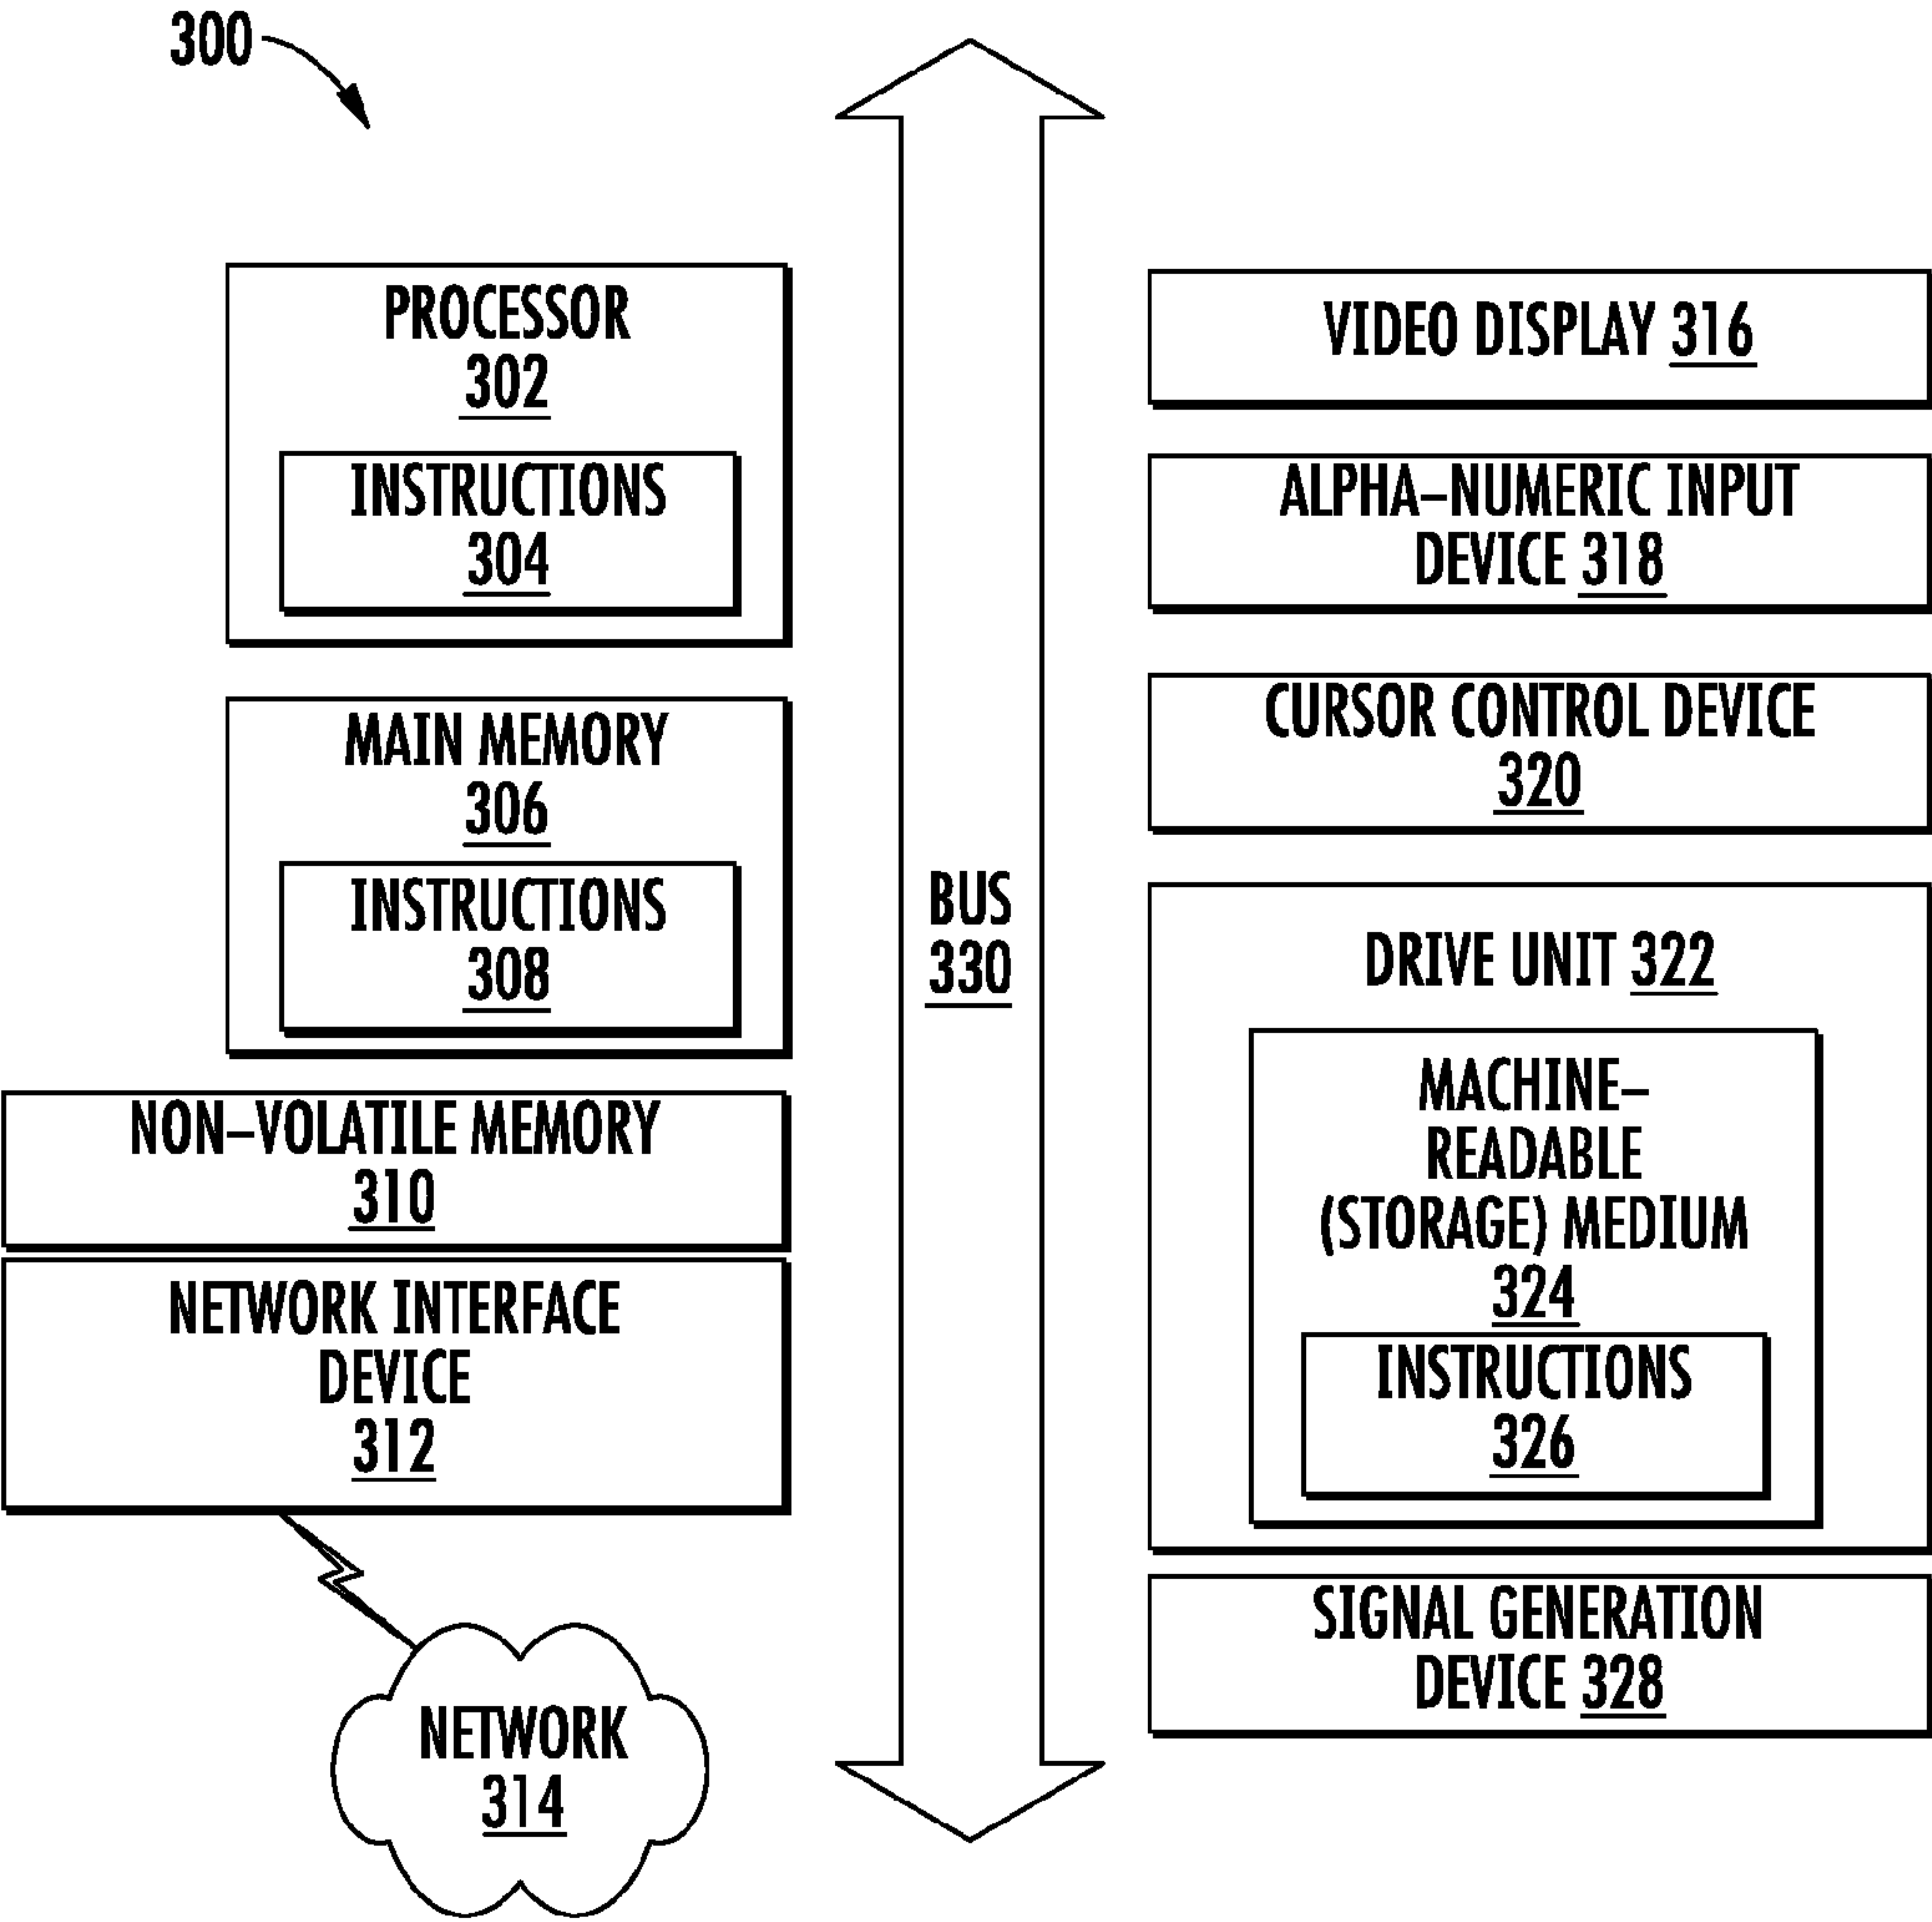 300
PROCESSOR
302
INSTRUCTIONS
304
MAIN MEMORY
306
INSTRUCTIONS
308
NON–VOLATILE MEMORY
310
NETWORK INTERFACE
DEVICE
312
NETWORK
314
BUS
330
VIDEO DISPLAY 316
ALPHA–NUMERIC INPUT
DEVICE 318
CURSOR CONTROL DEVICE
320
DRIVE UNIT 322
MACHINE–
READABLE
(STORAGE) MEDIUM
324
INSTRUCTIONS
326
SIGNAL GENERATION
DEVICE 328